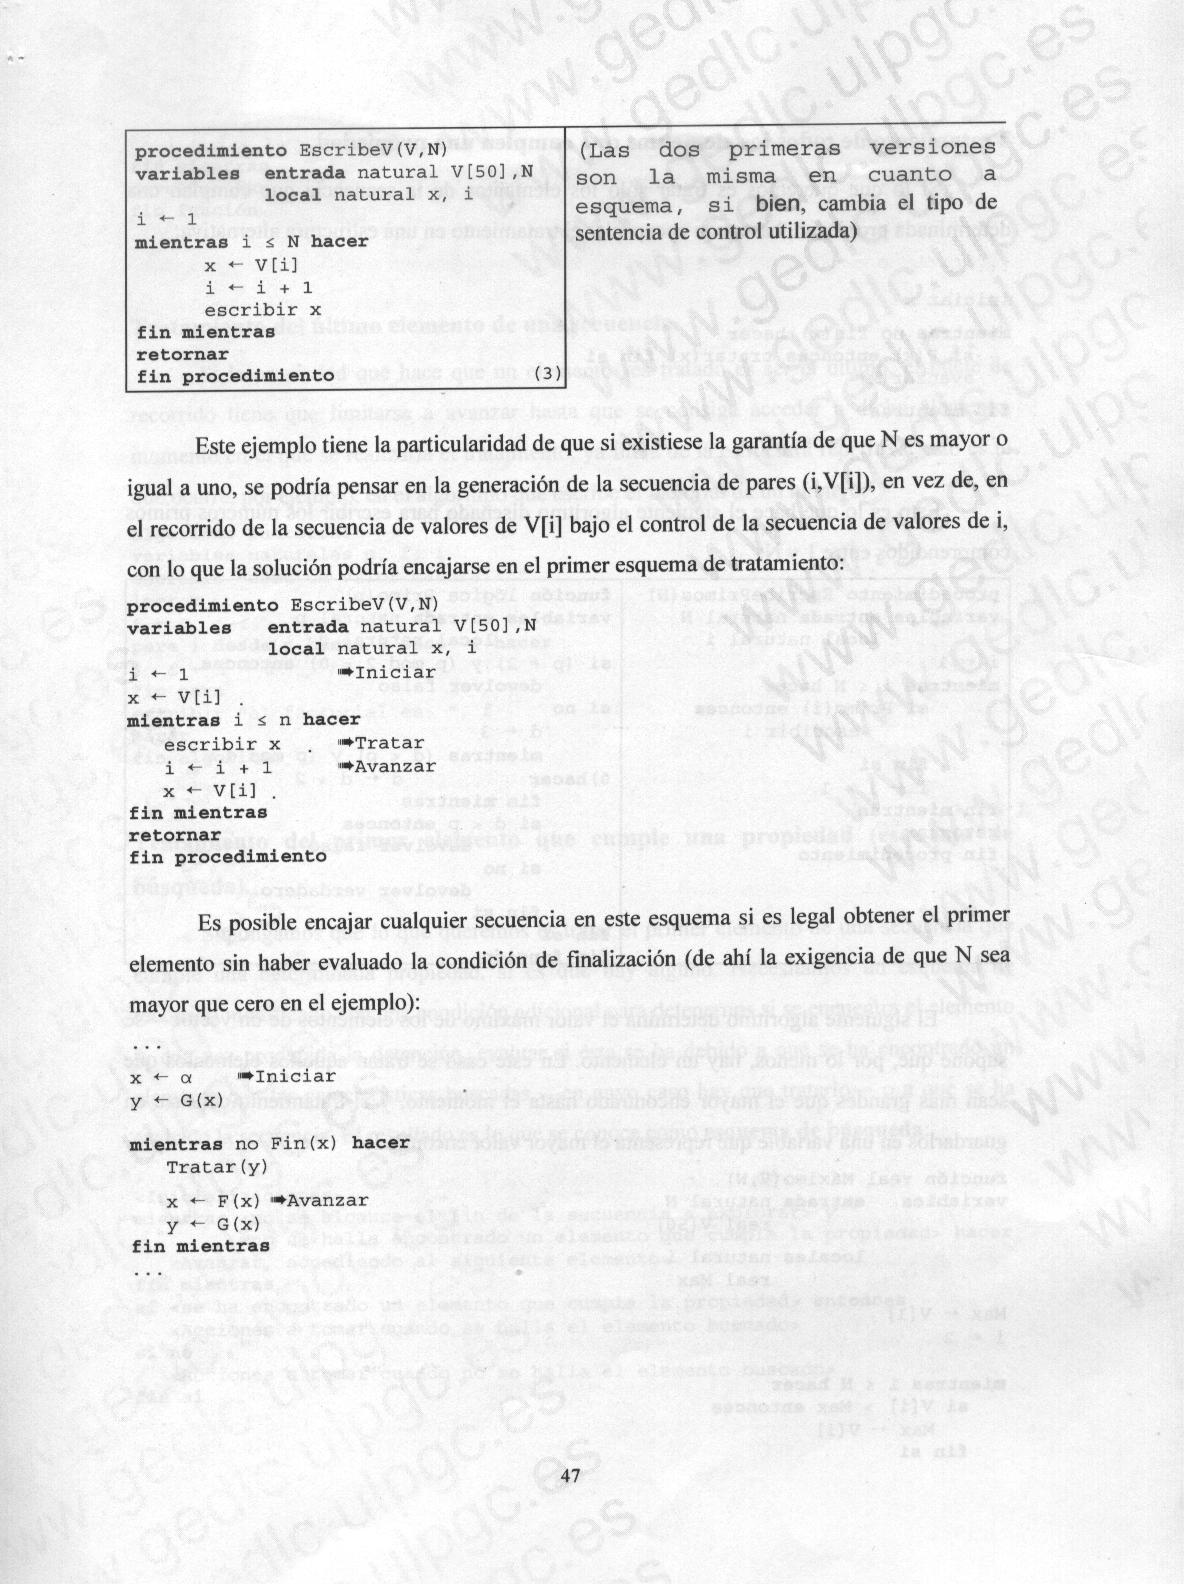 procedimiento EscribeV(V,N)
variables entrada natural V[50],N
local natural x, i
i ← 1
mientras i ≤ N hacer
x ← V[i]
i ← i + 1
escribir x
fin mientras
retornar
fin procedimiento (3)
(Las dos primeras versiones
son la misma en cuanto a
esquema, si bien, cambia el tipo de
sentencia de control utilizada)
Este ejemplo tiene la particularidad de que si existiese la garantía de que N es mayor o
igual a uno, se podría pensar en la generación de la secuencia de pares (i,V[i]), en vez de, en
el recorrido de la secuencia de valores de V[i] bajo el control de la secuencia de valores de i,
con lo que la solución podría encajarse en el primer esquema de tratamiento:
procedimiento EscribeV(V,N)
variables entrada natural V[50],N
local natural x, i
i ← 1 ➠Iniciar
x ← V[i]
mientras i ≤ n hacer
escribir x ➠Tratar
i ← i + 1 ➠Avanzar
x ← V[i]
fin mientras
retornar
fin procedimiento
Es posible encajar cualquier secuencia en este esquema si es legal obtener el primer
elemento sin haber evaluado la condición de finalización (de ahí la exigencia de que N sea
mayor que cero en el ejemplo):
...
x ← α ➠Iniciar
y ← G(x)
mientras no Fin(x) hacer
Tratar(y)
x ← F(x) ➠Avanzar
y ← G(x)
fin mientras
...
47
www.gedlc.ulpgc.es